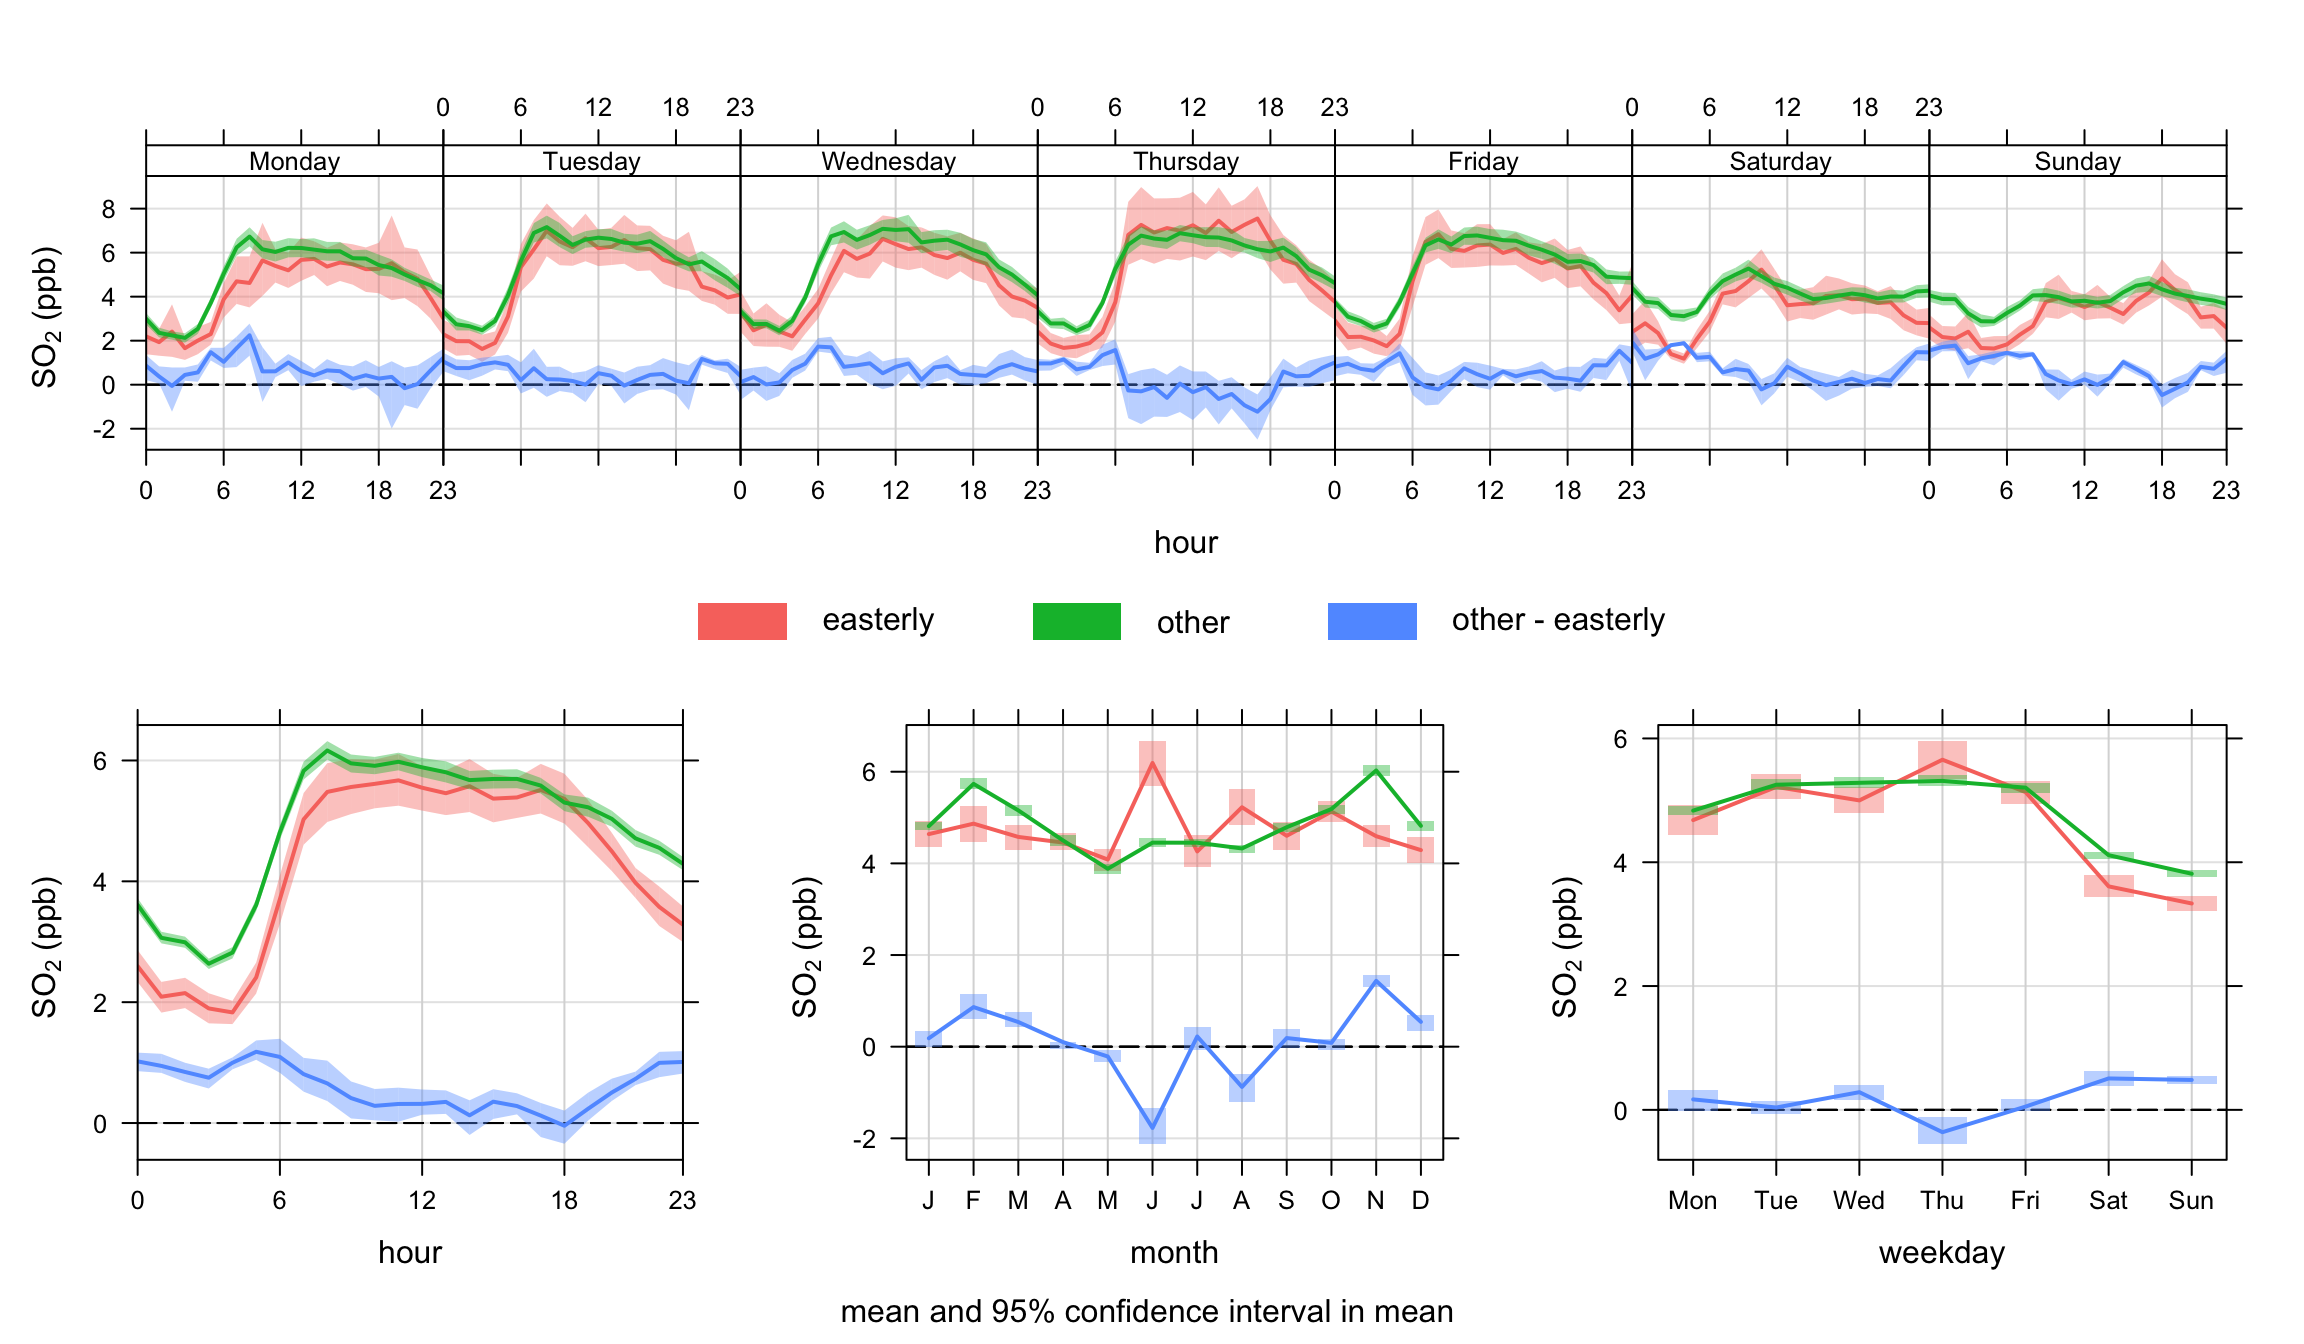 0 6 12 18 23 0 6 12 18 23 0 6 12 18 23
Monday Tuesday Wednesday Thursday Friday Saturday Sunday
8
6
4
2
0
-2
SO₂ (ppb)
0 6 12 18 23 0 6 12 18 23 0 6 12 18 23 0 6 12 18 23
hour
easterly other other - easterly
6
4
2
0
SO₂ (ppb)
0 6 12 18 23
hour
6
4
2
0
-2
SO₂ (ppb)
J F M A M J J A S O N D
month
6
4
2
0
SO₂ (ppb)
Mon Tue Wed Thu Fri Sat Sun
weekday
mean and 95% confidence interval in mean